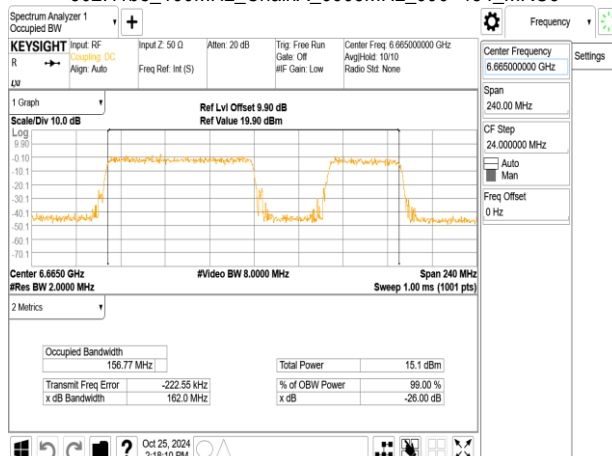 Spectrum Analyzer 1
Occupied BW
Frequency
Settings
KEYSIGHT
Input: RF
Coupling: DC
Align: Auto
Input Z: 50 Ω
Freq Ref: Int (S)
Atten: 20 dB
Trig: Free Run
Gate: Off
#IF Gain: Low
Center Freq: 6.665000000 GHz
Avg|Hold: 10/10
Radio Std: None
R
LXI
Center Frequency
6.665000000 GHz
Span
240.00 MHz
CF Step
24.000000 MHz
Auto
Man
Freq Offset
0 Hz
1 Graph
Scale/Div 10.0 dB
Ref Lvl Offset 9.90 dB
Ref Value 19.90 dBm
Log
9.90
-0.10
-10.1
-20.1
-30.1
-40.1
-50.1
-60.1
-70.1
Center 6.6650 GHz
#Res BW 2.0000 MHz
#Video BW 8.0000 MHz
Span 240 MHz
Sweep 1.00 ms (1001 pts)
2 Metrics
Occupied Bandwidth
156.77 MHz
Total Power 15.1 dBm
Transmit Freq Error -222.55 kHz
% of OBW Power 99.00 %
x dB Bandwidth 162.0 MHz
x dB -26.00 dB
?
Oct 25, 2024
2:18:10 PM